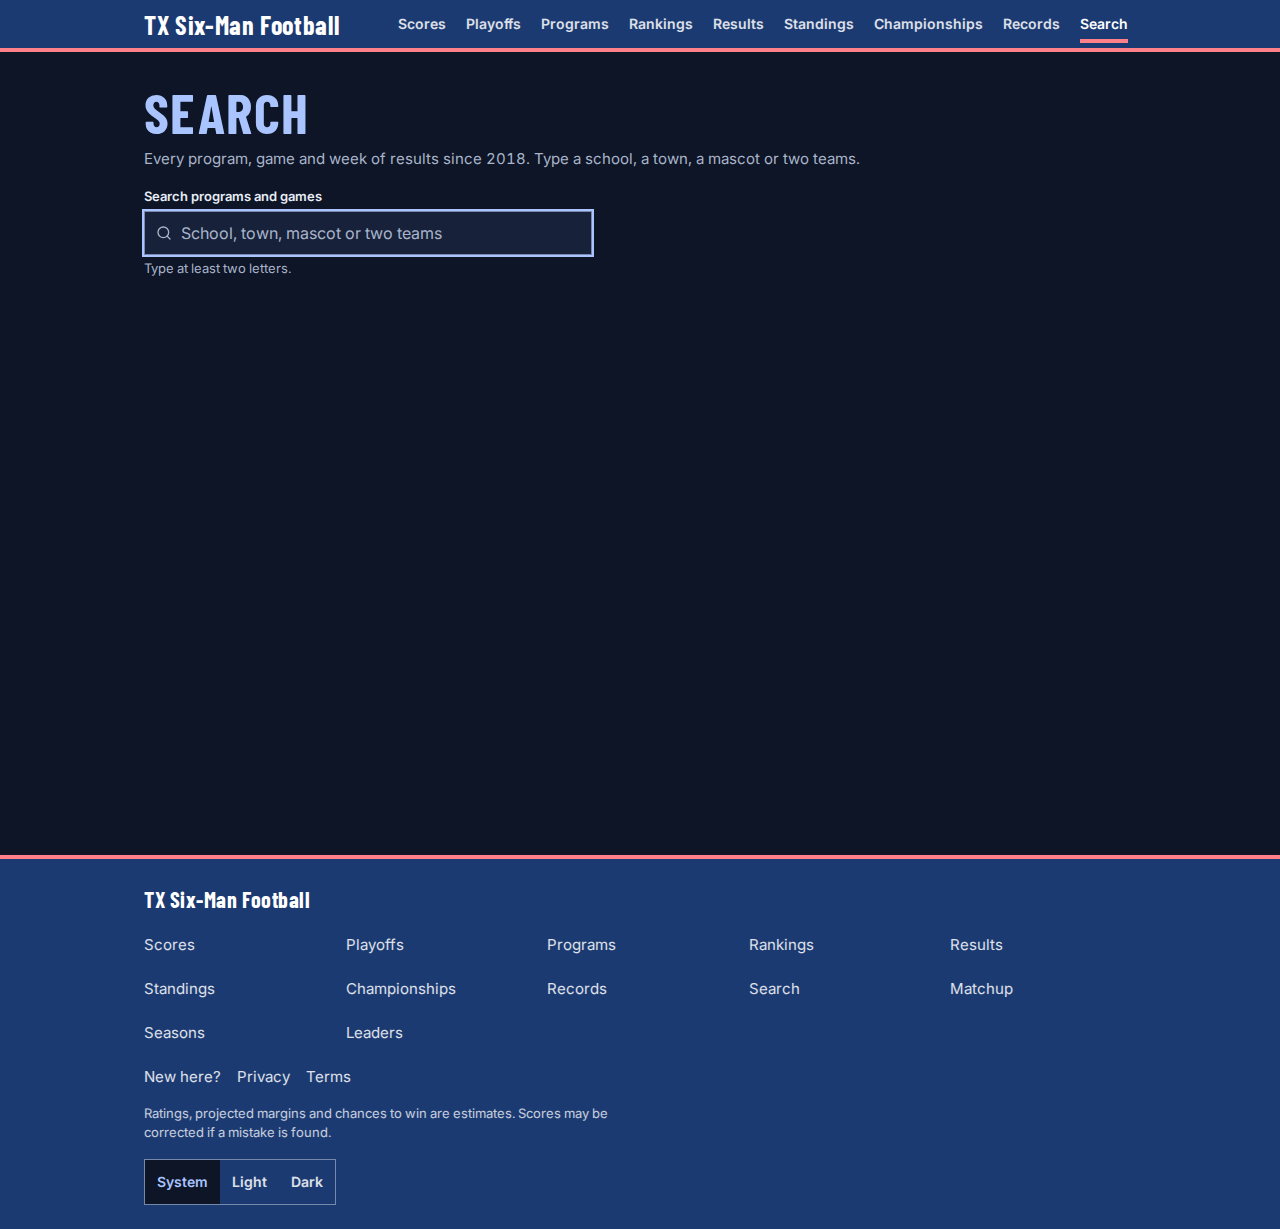 TX Six-Man Football
Scores Playoffs Programs Rankings Results Standings Championships Records Search
SEARCH
Every program, game and week of results since 2018. Type a school, a town, a mascot or two teams.
Search programs and games
School, town, mascot or two teams
Type at least two letters.
TX Six-Man Football
Scores Playoffs Programs Rankings Results
Standings Championships Records Search Matchup
Seasons Leaders
New here? Privacy Terms
Ratings, projected margins and chances to win are estimates. Scores may be
corrected if a mistake is found.
System Light Dark